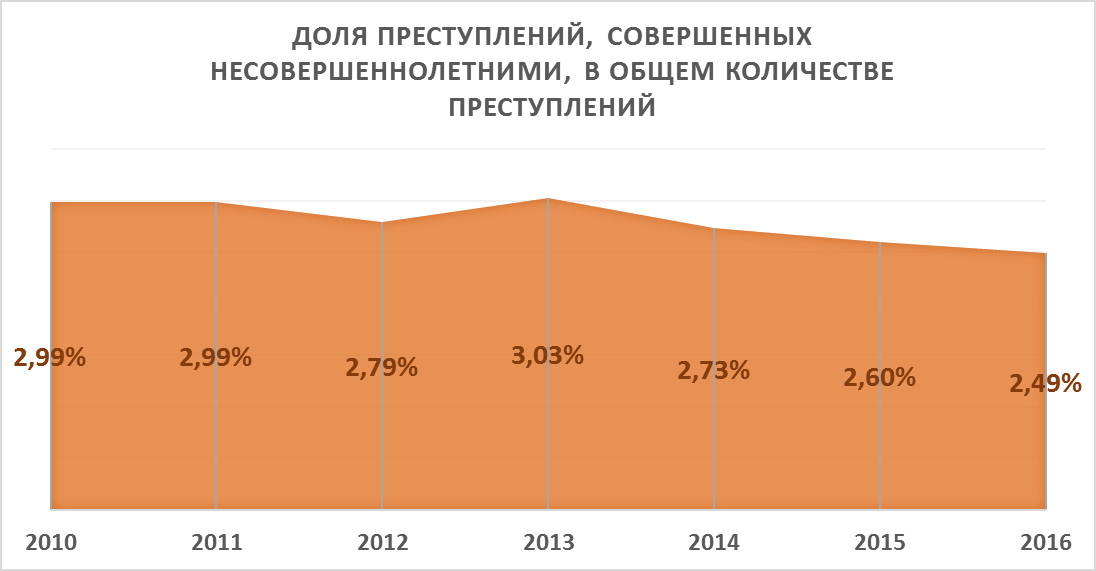 ДОЛЯ ПРЕСТУПЛЕНИЙ, СОВЕРШЕННЫХ
НЕСОВЕРШЕННОЛЕТНИМИ, В ОБЩЕМ КОЛИЧЕСТВЕ
ПРЕСТУПЛЕНИЙ
2,99% 2,99% 2,79% 3,03% 2,73% 2,60% 2,49%
2010 2011 2012 2013 2014 2015 2016